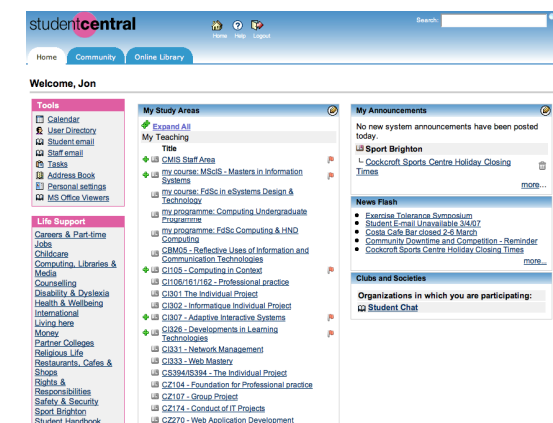 studentcentral
Home Help Logout
Search:
Home Community Online Library
Welcome, Jon
Tools
Calendar
User Directory
Student email
Staff email
Tasks
Address Book
Personal settings
MS Office Viewers
Life Support
Careers & Part-time
Jobs
Childcare
Computing, Libraries &
Media
Counselling
Disability & Dyslexia
Health & Wellbeing
International
Living here
Money
Partner Colleges
Religious Life
Restaurants, Cafes &
Shops
Rights &
Responsibilities
Safety & Security
Sport Brighton
Student Handbook
My Study Areas
Expand All
My Teaching
Title
CMIS Staff Area
my course: MScIS - Masters in Information
Systems
my course: FdSc in eSystems Design &
Technology
my programme: Computing Undergraduate
Programme
my programme: FdSc Computing & HND
Computing
CBM05 - Reflective Uses of Information and
Communication Technologies
CI105 - Computing in Context
CI106/161/162 - Professional practice
CI301 The Individual Project
CI302 - Informatique Individual Project
CI307 - Adaptive Interactive Systems
CI326 - Developments in Learning
Technologies
CI331 - Network Management
CI333 - Web Mastery
CS394/IS394 - The Individual Project
CZ104 - Foundation for Professional practice
CZ107 - Group Project
CZ174 - Conduct of IT Projects
CZ270 - Web Application Development
My Announcements
No new system announcements have been posted
today.
Sport Brighton
Cockcroft Sports Centre Holiday Closing
Times
more...
News Flash
Exercise Tolerance Symposium
Student E-mail Unavailable 3/4/07
Costa Cafe Bar closed 2-6 March
Community Downtime and Competition - Reminder
Cockcroft Sports Centre Holiday Closing Times
more...
Clubs and Societies
Organizations in which you are participating:
Student Chat